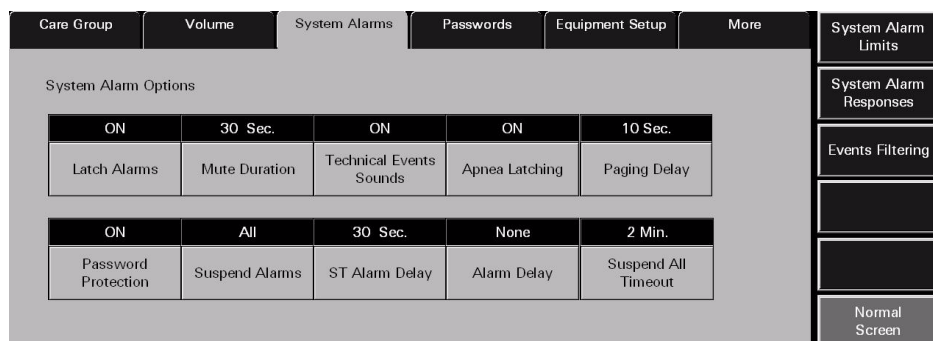 Care Group Volume System Alarms Passwords Equipment Setup More
System Alarm Options
ON 30 Sec. ON ON 10 Sec.
Latch Alarms Mute Duration Technical Events Sounds Apnea Latching Paging Delay
ON All 30 Sec. None 2 Min.
Password Protection Suspend Alarms ST Alarm Delay Alarm Delay Suspend All Timeout
System Alarm
Limits
System Alarm
Responses
Events Filtering
Normal
Screen